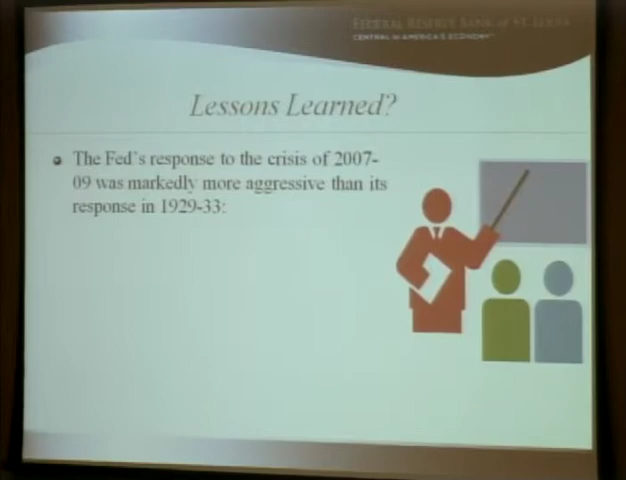 FEDERAL RESERVE BANK of ST. LOUIS
CENTRAL TO AMERICA'S ECONOMY™
Lessons Learned?
The Fed's response to the crisis of 2007-
09 was markedly more aggressive than its
response in 1929-33: